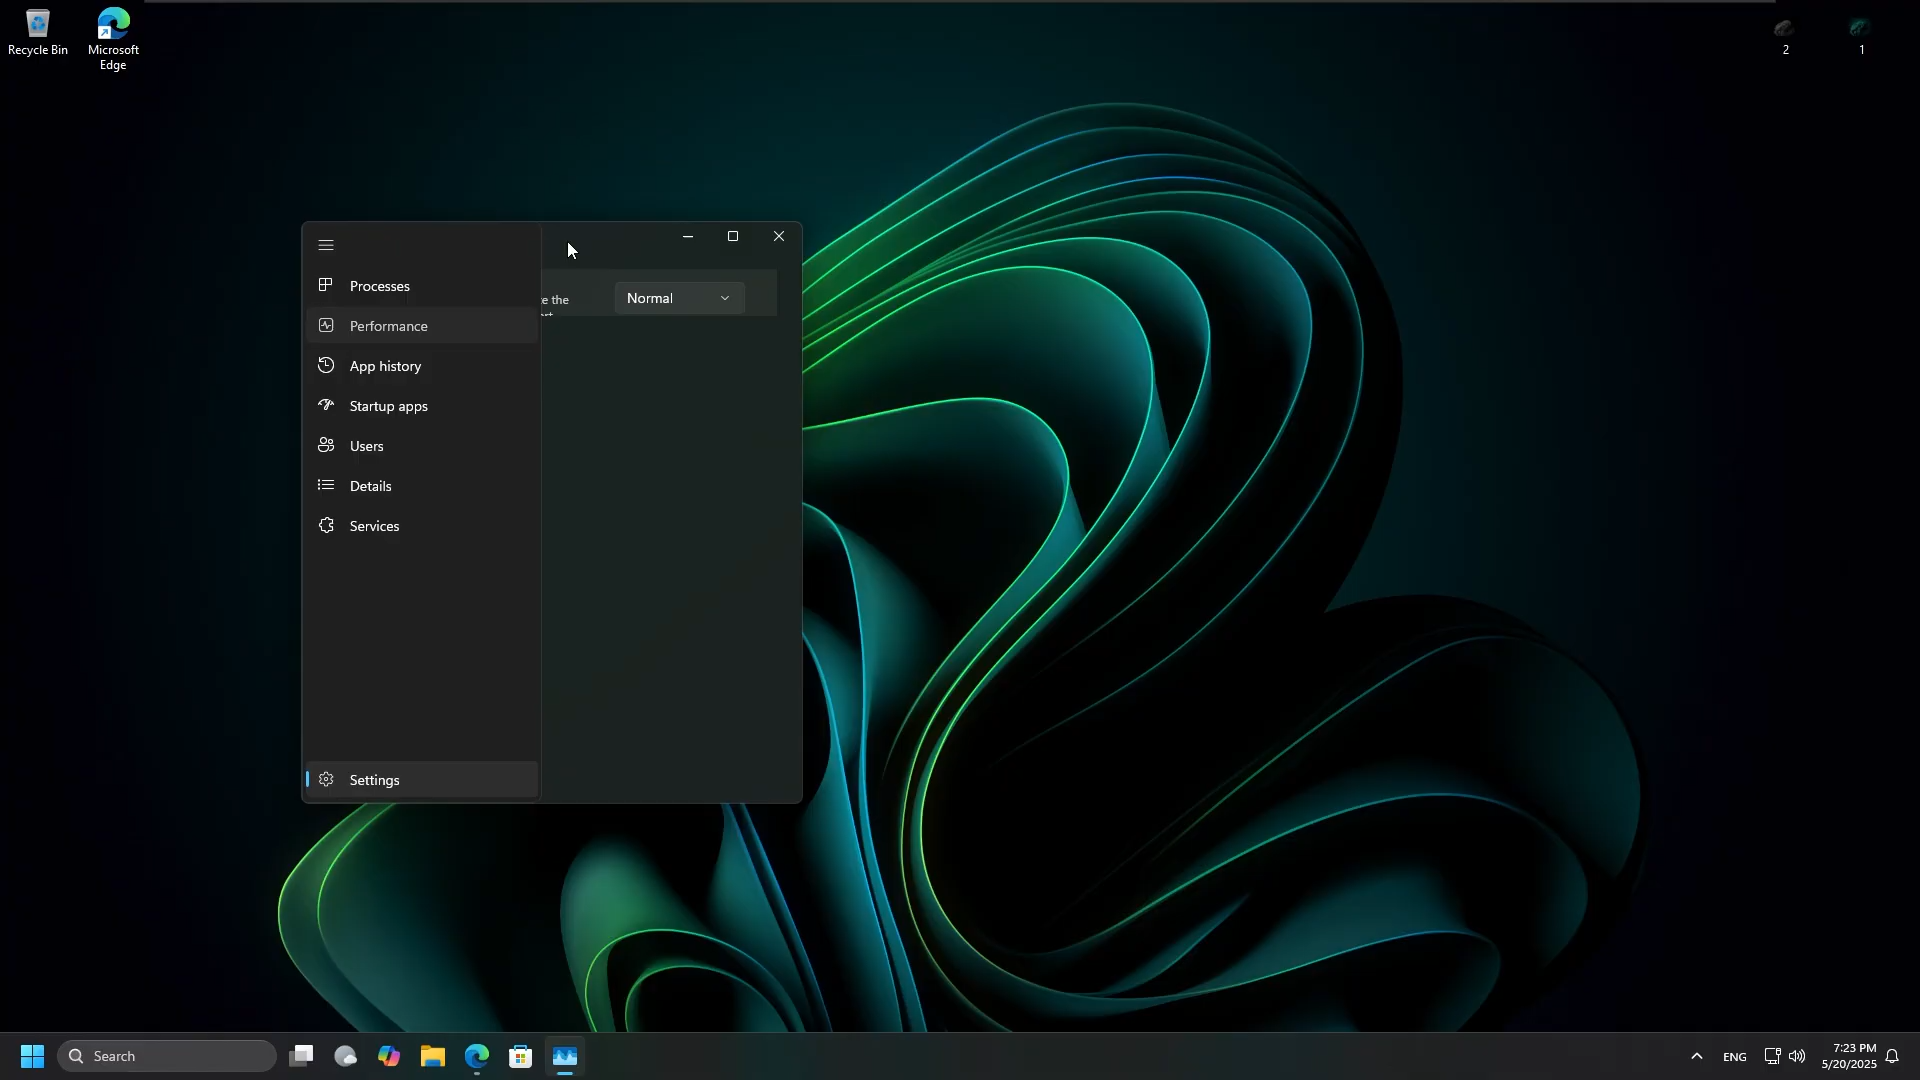 Recycle Bin
Microsoft
Edge
2
1
Processes
Performance
App history
Startup apps
Users
Details
Services
Settings
te the
Normal
Search
ENG
7:23 PM
5/20/2025